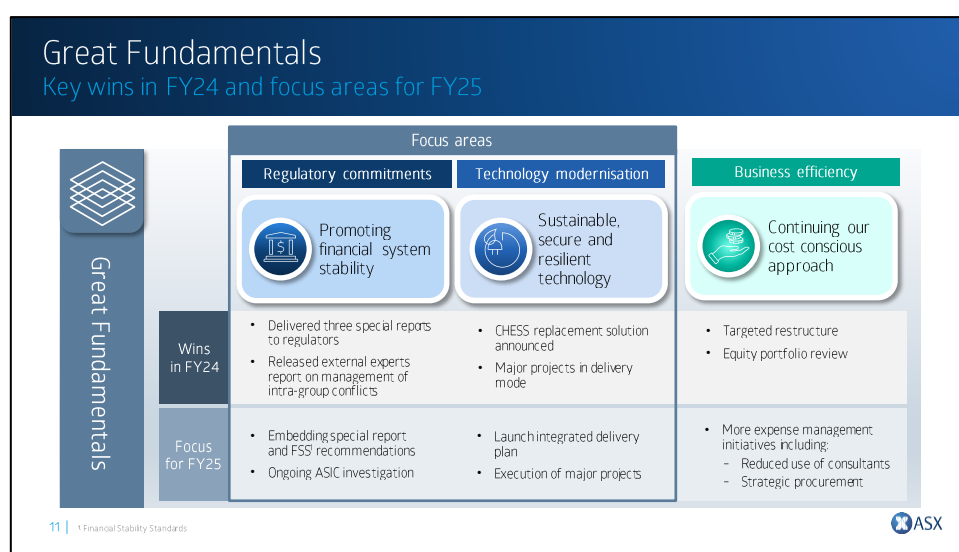 Great Fundamentals
Key wins in FY24 and focus areas for FY25
Focus areas
Regulatory commitments
Technology modernisation
Business efficiency
Promoting
financial system
stability
Sustainable,
secure and
resilient
technology
Continuing our
cost conscious
approach
Great Fundamentals
Wins
in FY24
• Delivered three special reports
to regulators
• Released external experts
report on management of
intra-group conflicts
• CHESS replacement solution
announced
• Major projects in delivery
mode
• Targeted restructure
• Equity portfolio review
Focus
for FY25
• Embedding special report
and FSS¹ recommendations
• Ongoing ASIC investigation
• Launch integrated delivery
plan
• Execution of major projects
• More expense management
initiatives including:
– Reduced use of consultants
– Strategic procurement
11 | ¹ Financial Stability Standards
ASX